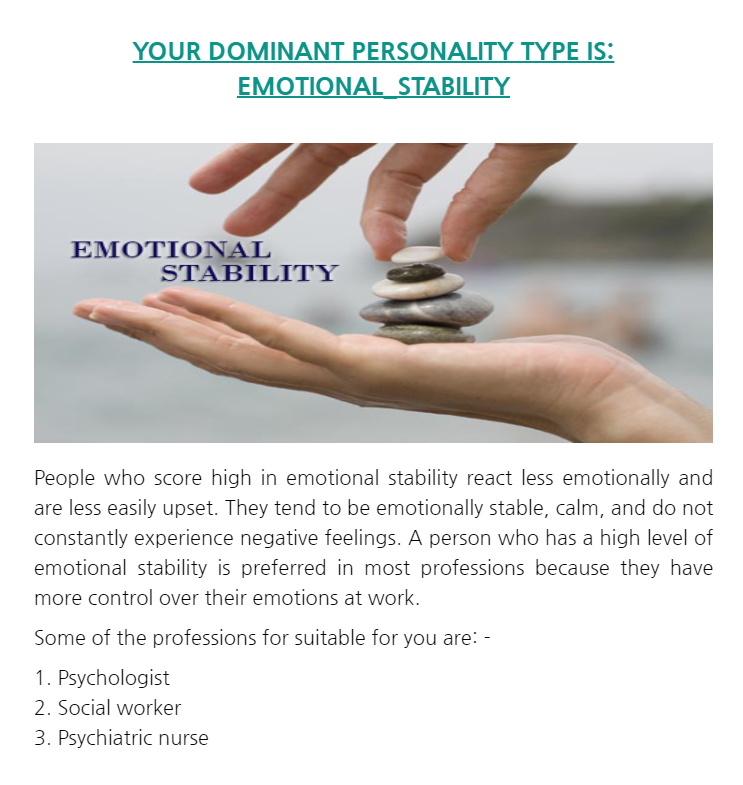 YOUR DOMINANT PERSONALITY TYPE IS:
EMOTIONAL_STABILITY
EMOTIONAL
STABILITY
People who score high in emotional stability react less emotionally and
are less easily upset. They tend to be emotionally stable, calm, and do not
constantly experience negative feelings. A person who has a high level of
emotional stability is preferred in most professions because they have
more control over their emotions at work.
Some of the professions for suitable for you are: -
1. Psychologist
2. Social worker
3. Psychiatric nurse